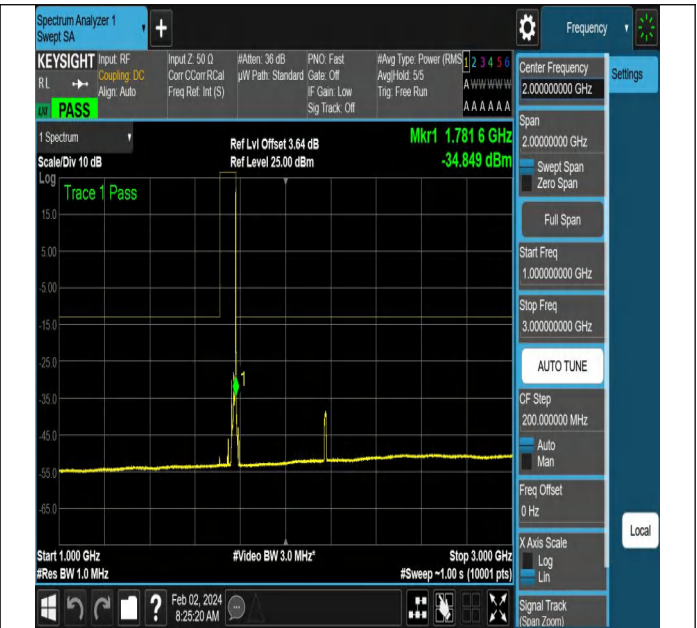 Spectrum Analyzer 1
Swept SA
Frequency
KEYSIGHT
RL
PASS
Input: RF
Coupling: DC
Align: Auto
Input Z: 50 Ω
Corr CCorr RCal
Freq Ref: Int (S)
#Atten: 36 dB
µW Path: Standard
PNO: Fast
Gate: Off
IF Gain: Low
Sig Track: Off
#Avg Type: Power (RMS
Avg|Hold: 5/5
Trig: Free Run
1 2 3 4 5 6
A W W W W W
A A A A A A
1 Spectrum
Scale/Div 10 dB
Log
Ref Lvl Offset 3.64 dB
Ref Level 25.00 dBm
Mkr1 1.781 6 GHz
-34.849 dBm
Trace 1 Pass
15.0
5.00
-5.00
-15.0
-25.0
-35.0
-45.0
-55.0
-65.0
1
Start 1.000 GHz
#Res BW 1.0 MHz
#Video BW 3.0 MHz*
Stop 3.000 GHz
#Sweep ~1.00 s (10001 pts)
Feb 02, 2024
8:25:20 AM
Center Frequency
2.000000000 GHz
Settings
Span
2.00000000 GHz
Swept Span
Zero Span
Full Span
Start Freq
1.000000000 GHz
Stop Freq
3.000000000 GHz
AUTO TUNE
CF Step
200.000000 MHz
Auto
Man
Freq Offset
0 Hz
X Axis Scale
Log
Lin
Local
Signal Track
(Span Zoom)